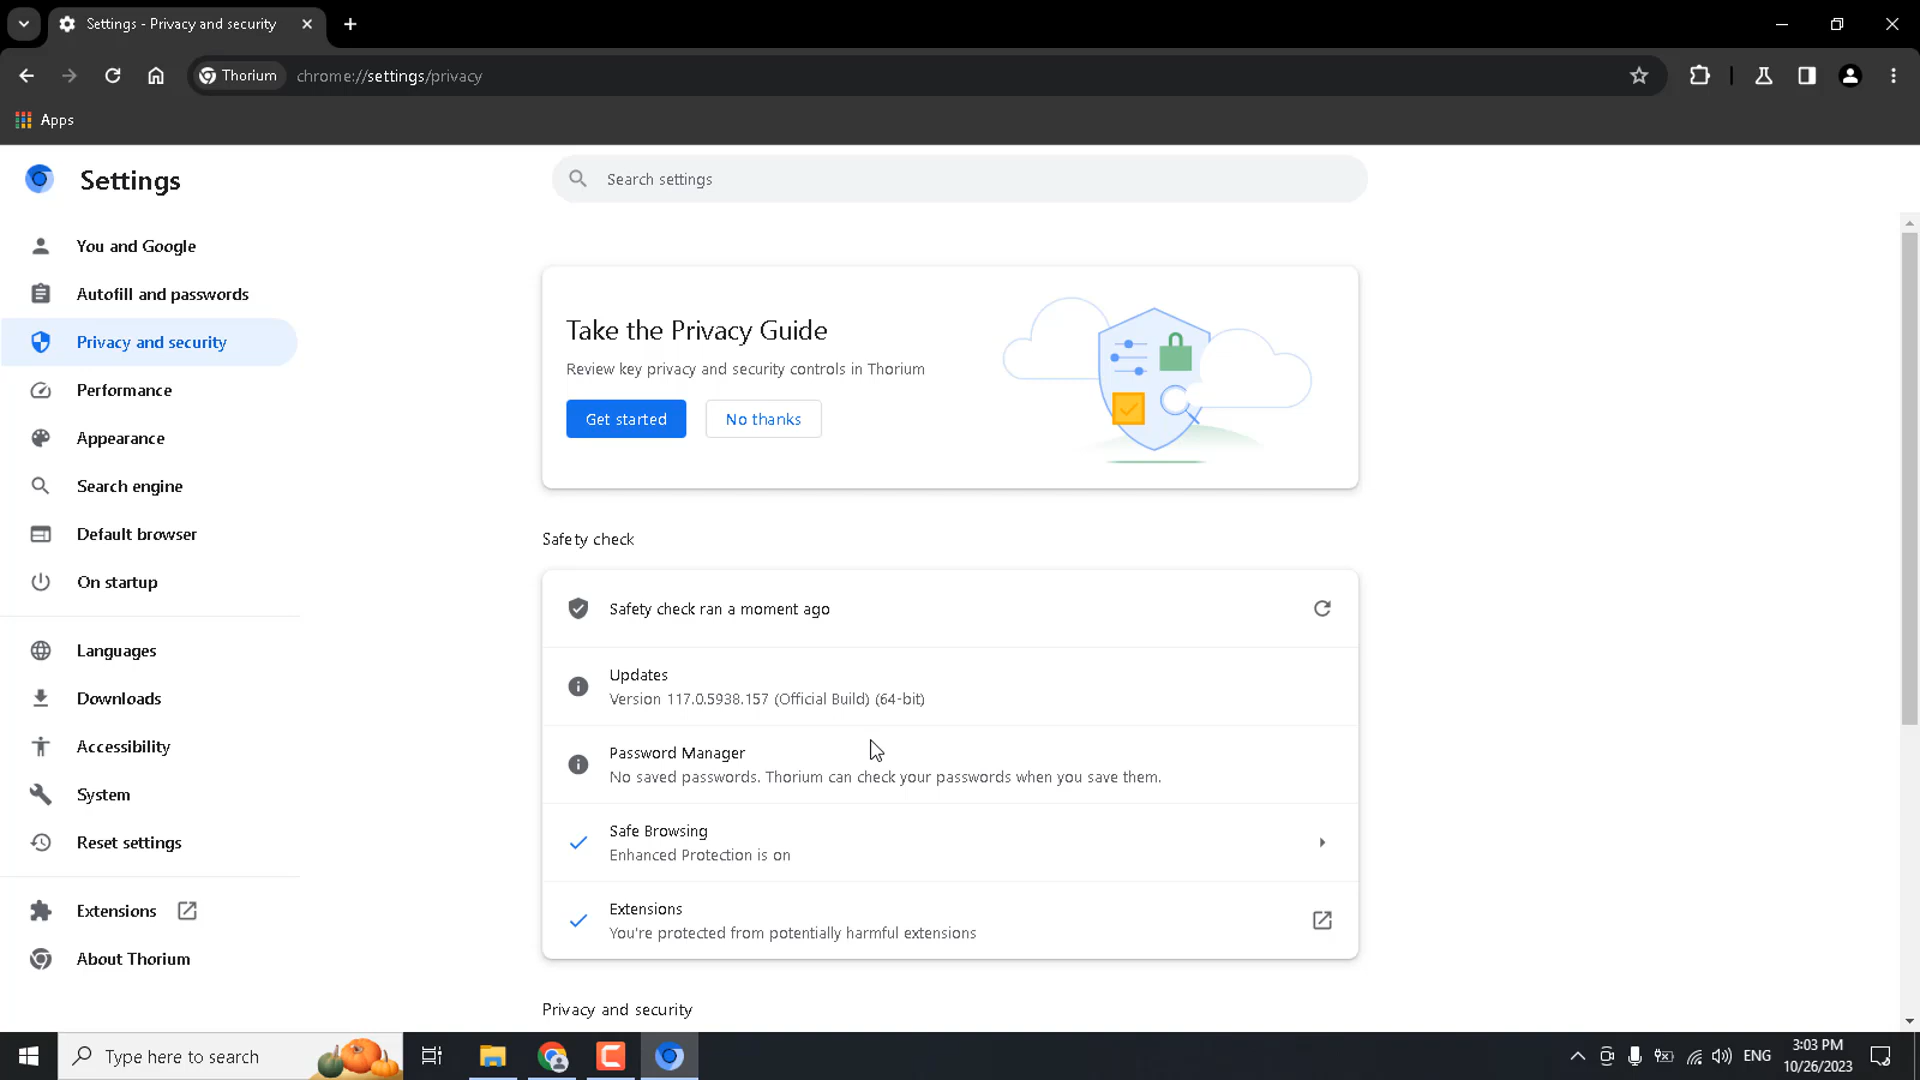 Settings - Privacy and security
Thorium
chrome://settings/privacy
Apps
Settings
Search settings
You and Google
Autofill and passwords
Privacy and security
Performance
Appearance
Search engine
Default browser
On startup
Languages
Downloads
Accessibility
System
Reset settings
Extensions
About Thorium
Take the Privacy Guide
Review key privacy and security controls in Thorium
Get started
No thanks
Safety check
Safety check ran a moment ago
Updates
Version 117.0.5938.157 (Official Build) (64-bit)
Password Manager
No saved passwords. Thorium can check your passwords when you save them.
Safe Browsing
Enhanced Protection is on
Extensions
You're protected from potentially harmful extensions
Privacy and security
Type here to search
ENG
3:03 PM
10/26/2023